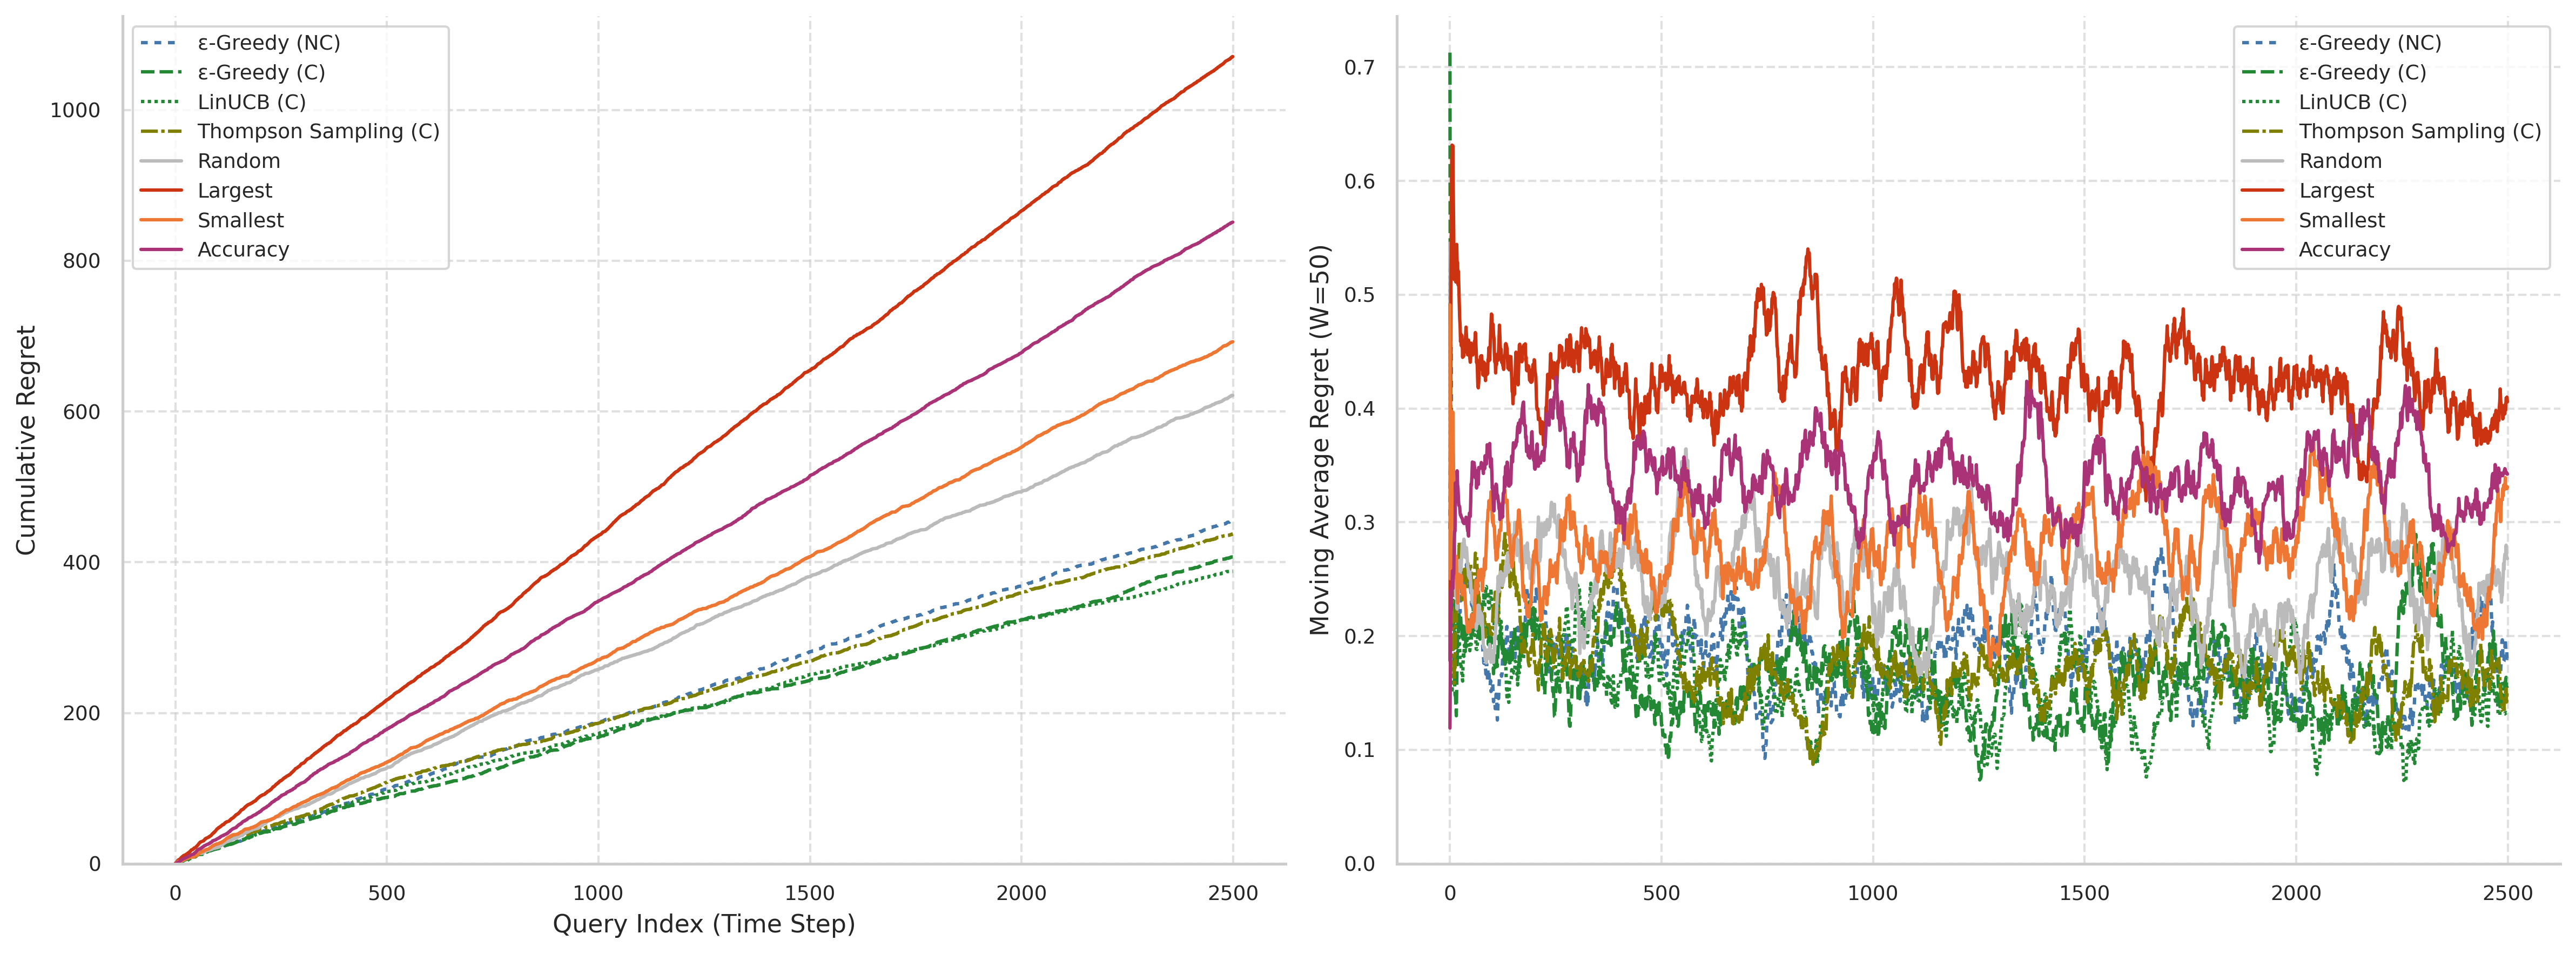 ε-Greedy (NC)
ε-Greedy (C)
LinUCB (C)
Thompson Sampling (C)
Random
Largest
Smallest
Accuracy
Cumulative Regret
1000
800
600
400
200
0
0 500 1000 1500 2000 2500
Query Index (Time Step)
ε-Greedy (NC)
ε-Greedy (C)
LinUCB (C)
Thompson Sampling (C)
Random
Largest
Smallest
Accuracy
Moving Average Regret (W=50)
0.7
0.6
0.5
0.4
0.3
0.2
0.1
0.0
0 500 1000 1500 2000 2500